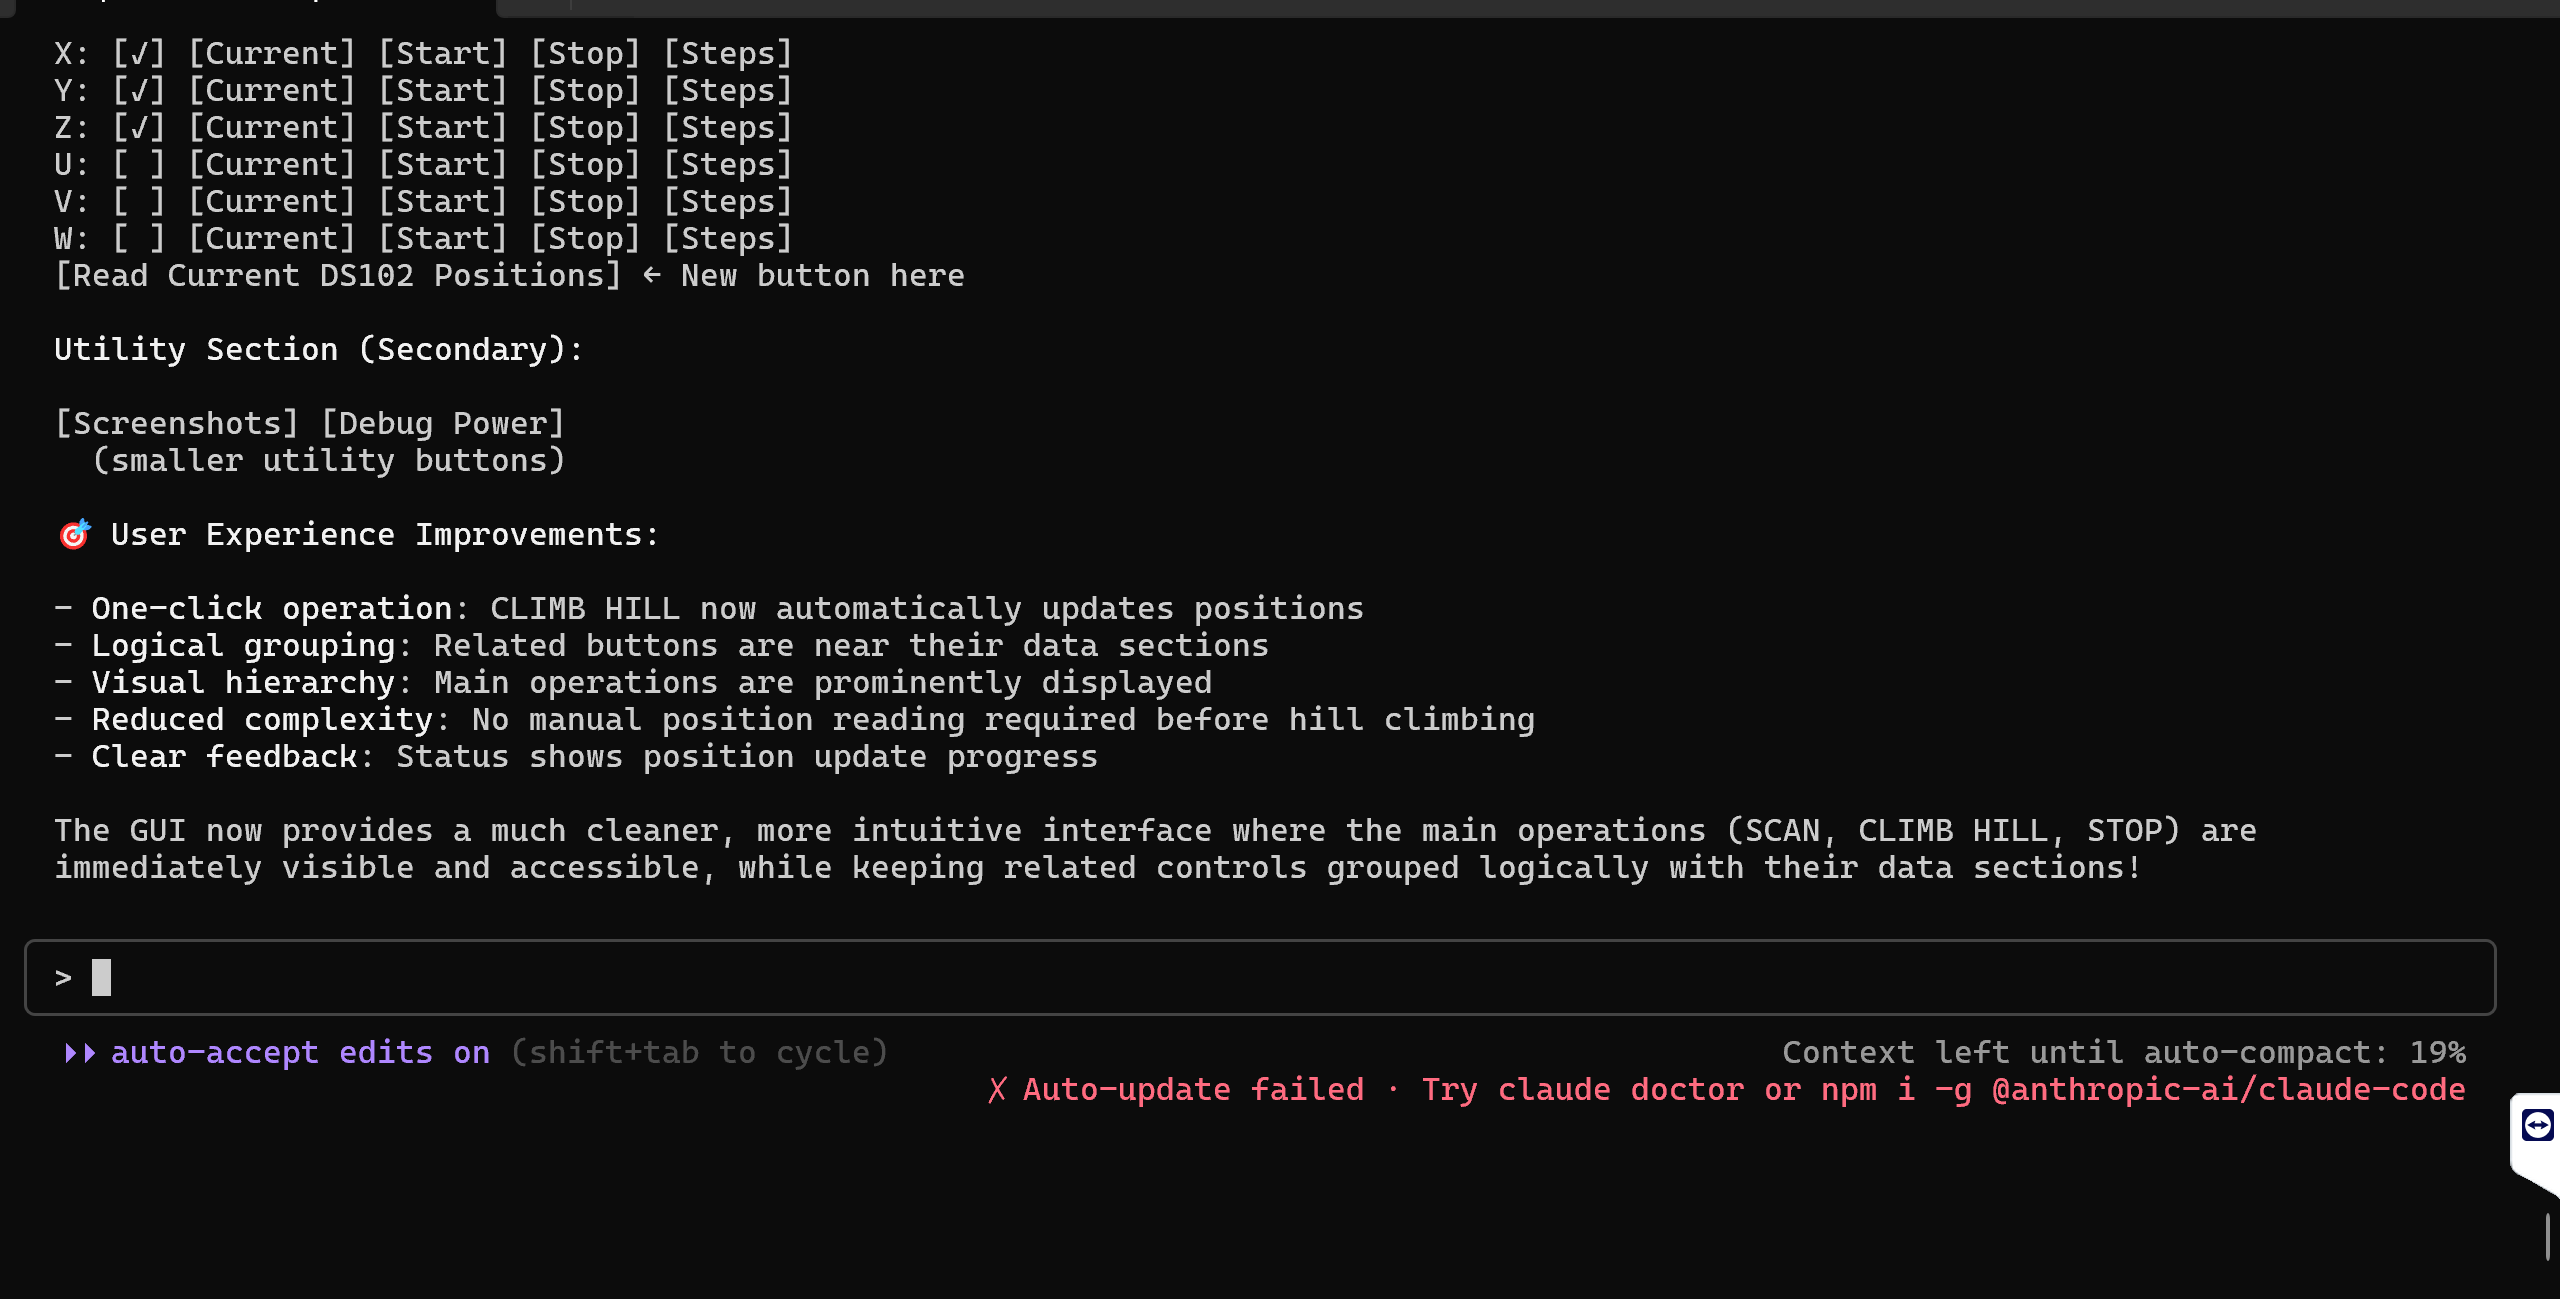 X: [√] [Current] [Start] [Stop] [Steps]
Y: [√] [Current] [Start] [Stop] [Steps]
Z: [√] [Current] [Start] [Stop] [Steps]
U: [ ] [Current] [Start] [Stop] [Steps]
V: [ ] [Current] [Start] [Stop] [Steps]
W: [ ] [Current] [Start] [Stop] [Steps]
[Read Current DS102 Positions] ← New button here
Utility Section (Secondary):
[Screenshots] [Debug Power]
(smaller utility buttons)
🎯 User Experience Improvements:
- One-click operation: CLIMB HILL now automatically updates positions
- Logical grouping: Related buttons are near their data sections
- Visual hierarchy: Main operations are prominently displayed
- Reduced complexity: No manual position reading required before hill climbing
- Clear feedback: Status shows position update progress
The GUI now provides a much cleaner, more intuitive interface where the main operations (SCAN, CLIMB HILL, STOP) are
immediately visible and accessible, while keeping related controls grouped logically with their data sections!
>
⏵⏵ auto-accept edits on (shift+tab to cycle)
Context left until auto-compact: 19%
✗ Auto-update failed · Try claude doctor or npm i -g @anthropic-ai/claude-code